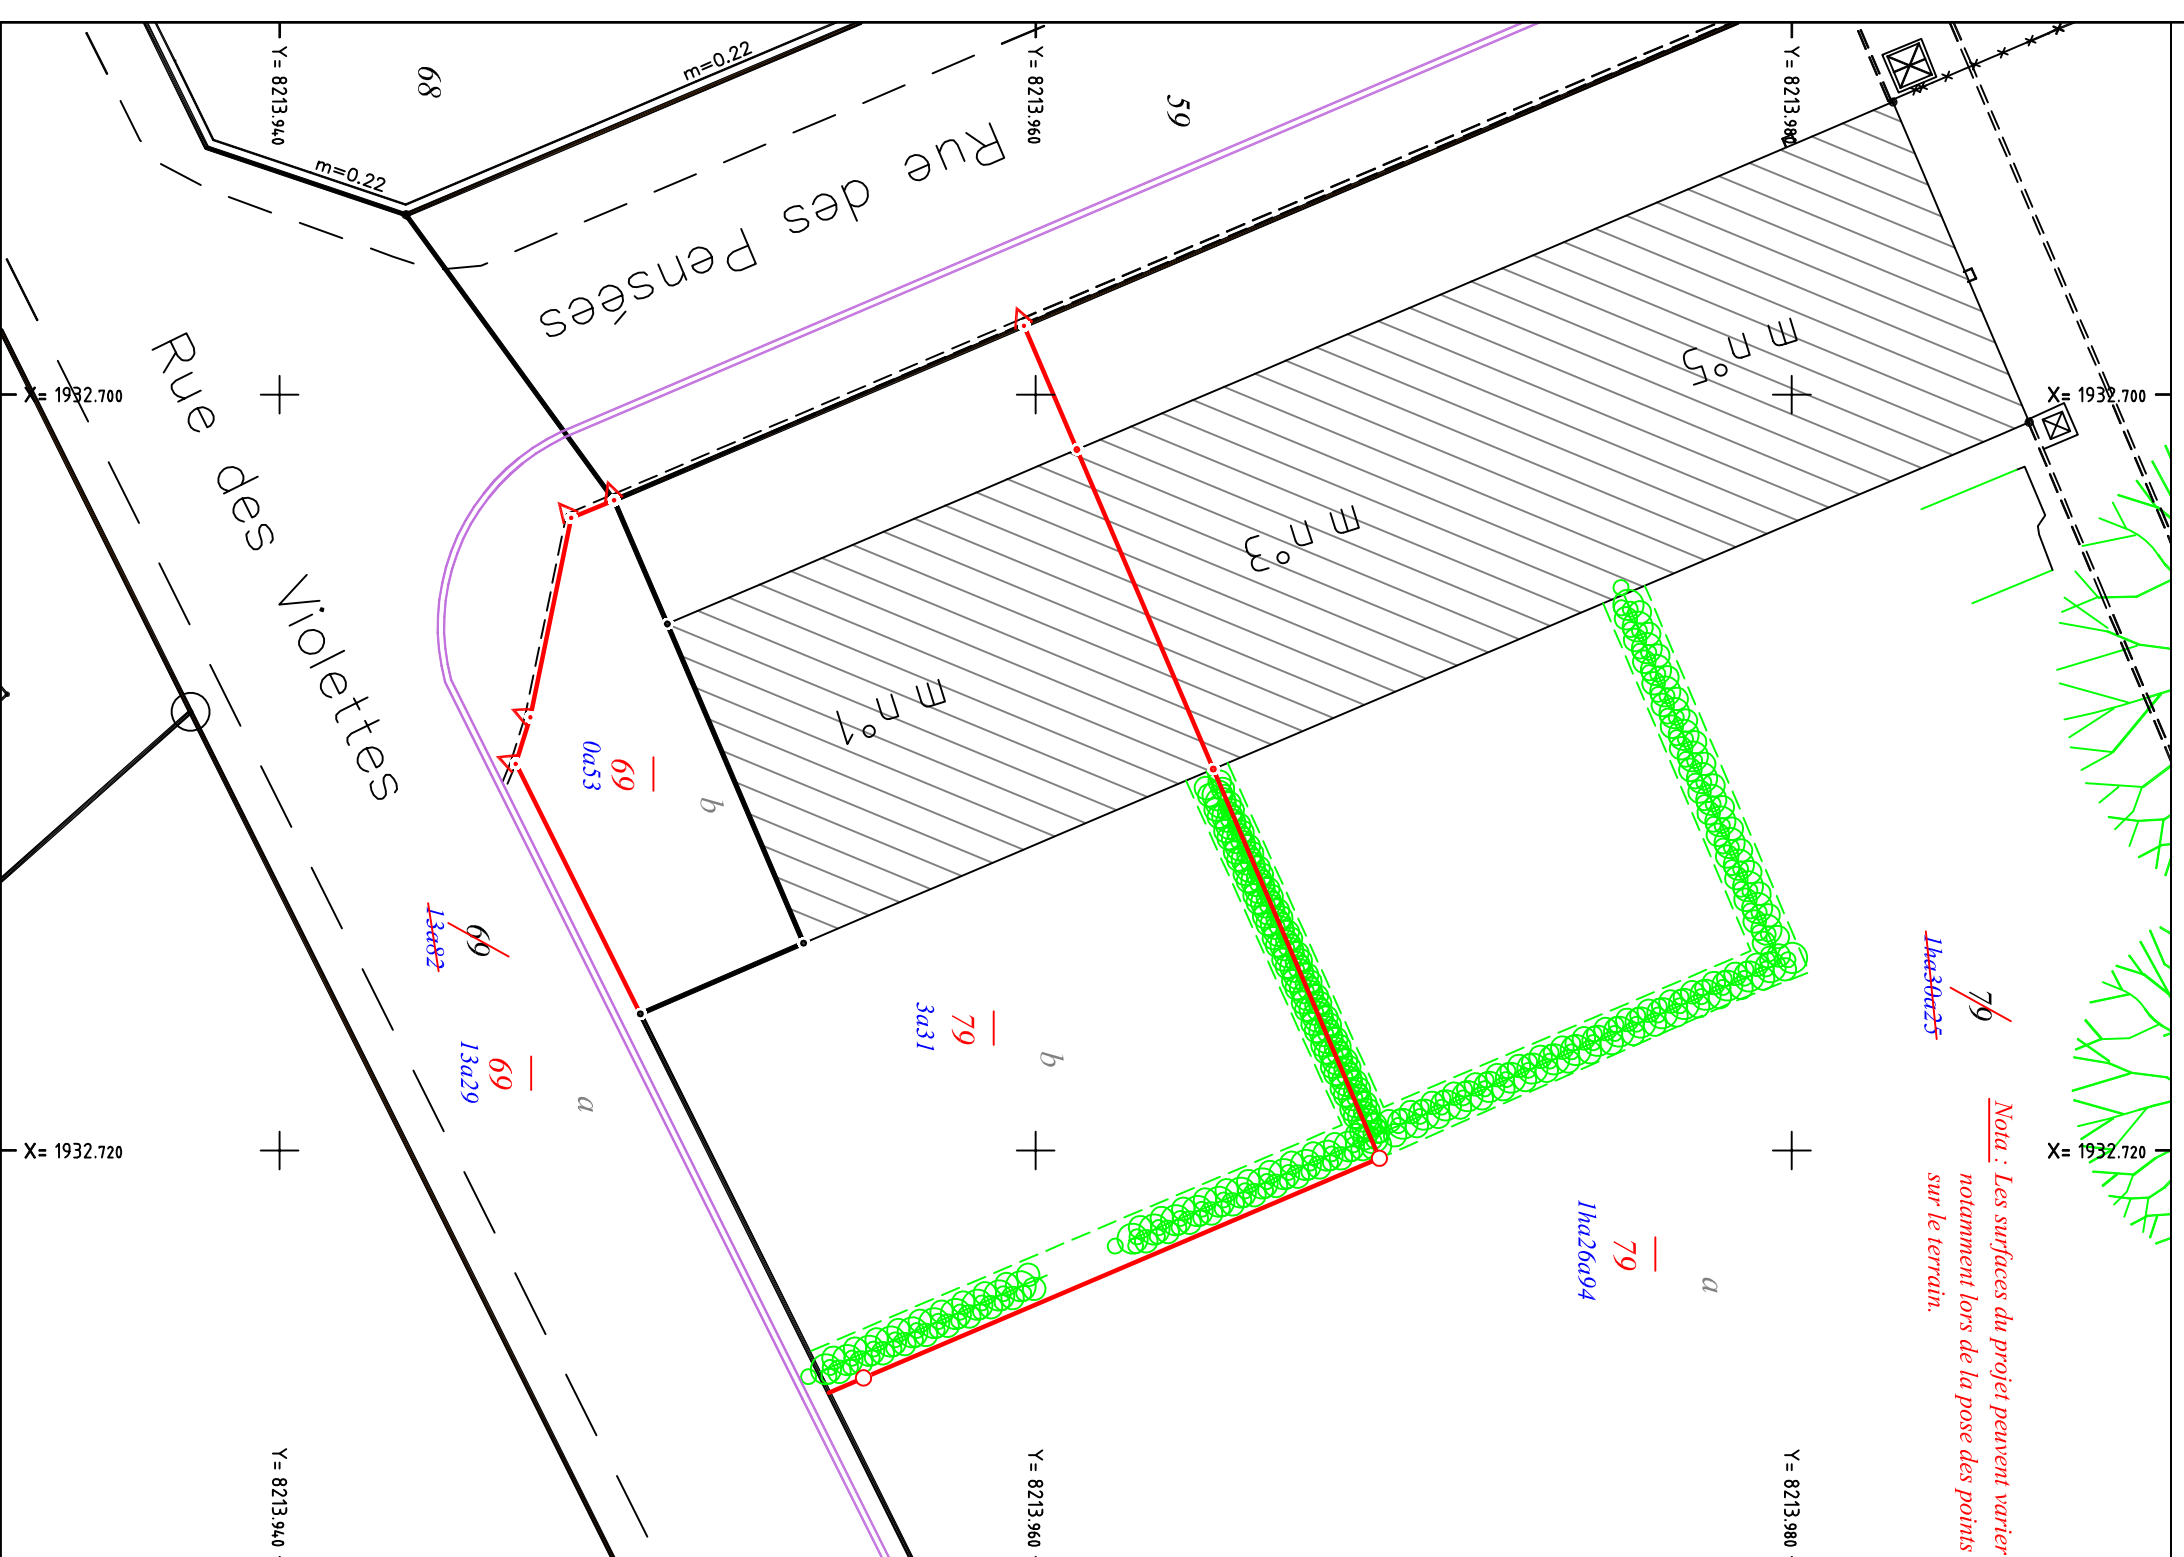 Y= 8213.940
Y= 8213.960
Y= 8213.980
68
m=0.22
m=0.22
59
Rue des Pensées
X= 1932.700
X= 1932.700
Rue des Violettes
m n°5
m n°3
m n°1
69
0a53
b
69
13a82
79
3a31
b
79
1ha30a25
69
13a29
a
X= 1932.720
X= 1932.720
79
1ha26a94
a
Nota : Les surfaces du projet peuvent varier
notamment lors de la pose des points
sur le terrain.
Y= 8213.940
Y= 8213.960
Y= 8213.980